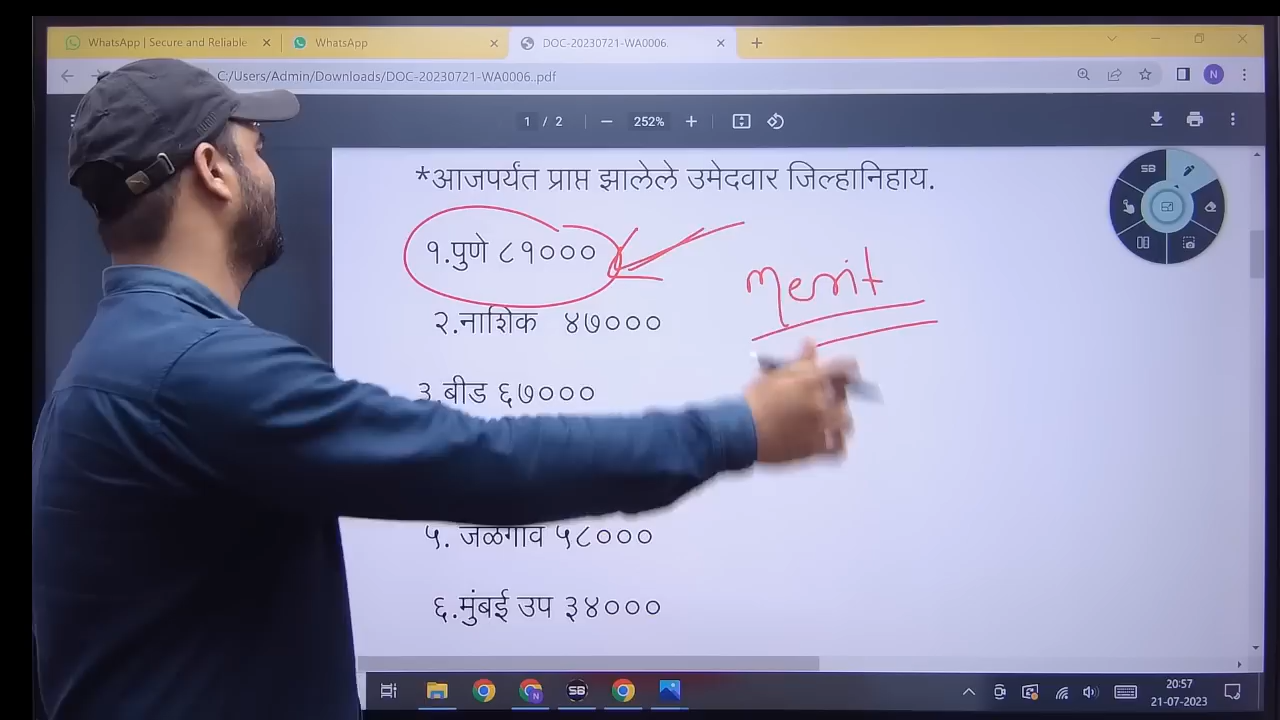 WhatsApp | Secure and Reliable
WhatsApp
DOC-20230721-WA0006.
C:/Users/Admin/Downloads/DOC-20230721-WA0006..pdf
N
1 / 2
252%
*आजपर्यंत प्राप्त झालेले उमेदवार जिल्हानिहाय.
SB
१.पुणे ८१०००
merit
२.नाशिक ४७०००
३.बीड ६७०००
५. जळगाव ५८०००
६.मुंबई उप ३४०००
N
SB
20:57
21-07-2023